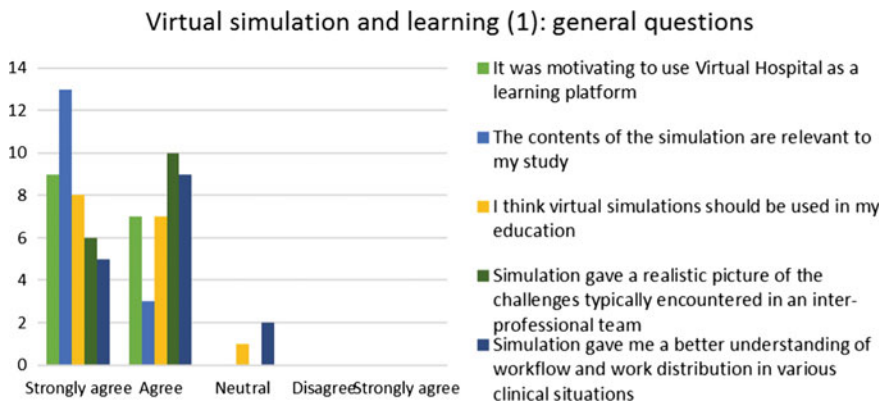 Virtual simulation and learning (1): general questions
14
12
10
8
6
4
2
0
Strongly agree
Agree
Neutral
Disagree
Strongly agree
It was motivating to use Virtual Hospital as a
learning platform
The contents of the simulation are relevant to
my study
I think virtual simulations should be used in my
education
Simulation gave a realistic picture of the
challenges typically encountered in an inter-
professional team
Simulation gave me a better understanding of
workflow and work distribution in various
clinical situations